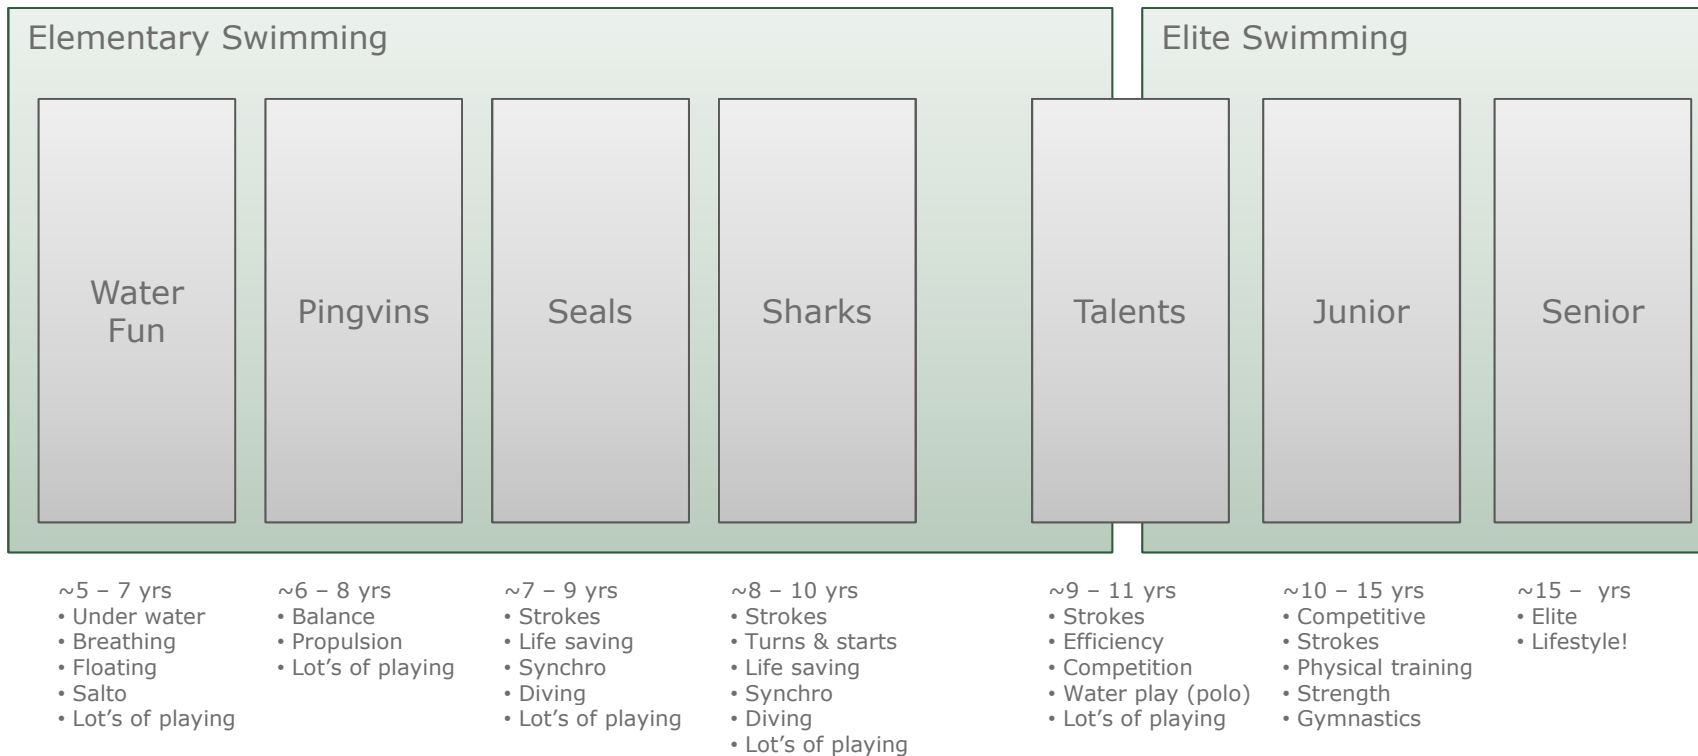 Elementary Swimming
Elite Swimming
Water
Fun
Pingvins
Seals
Sharks
Talents
Junior
Senior
~5 – 7 yrs
• Under water
• Breathing
• Floating
• Salto
• Lot’s of playing
~6 – 8 yrs
• Balance
• Propulsion
• Lot’s of playing
~7 – 9 yrs
• Strokes
• Life saving
• Synchro
• Diving
• Lot’s of playing
~8 – 10 yrs
• Strokes
• Turns & starts
• Life saving
• Synchro
• Diving
• Lot’s of playing
~9 – 11 yrs
• Strokes
• Efficiency
• Competition
• Water play (polo)
• Lot’s of playing
~10 – 15 yrs
• Competitive
• Strokes
• Physical training
• Strength
• Gymnastics
~15 –  yrs
• Elite
• Lifestyle!